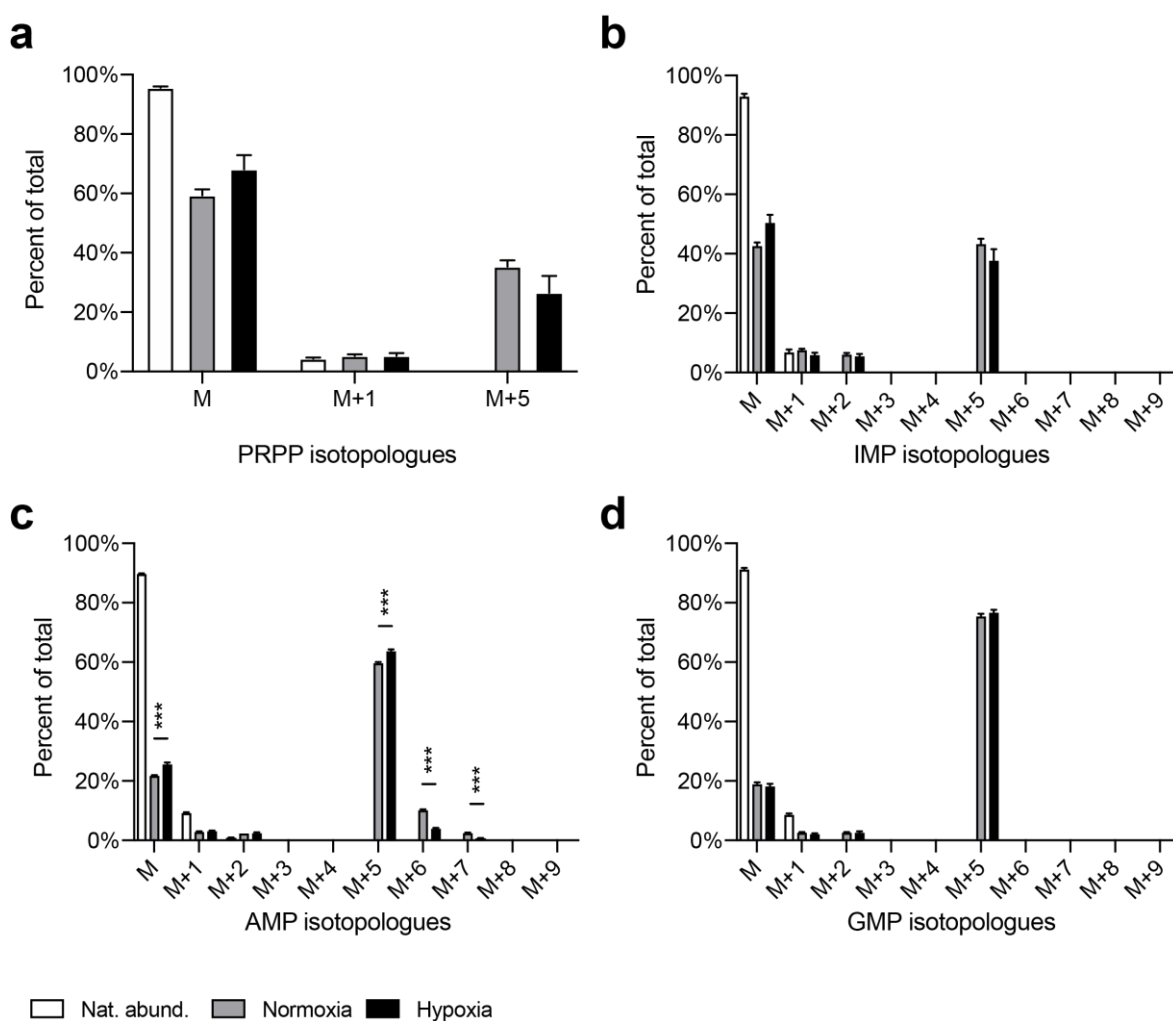 a
100%
80%
60%
40%
20%
0%
Percent of total
M M+1 M+5
PRPP isotopologues
b
100%
80%
60%
40%
20%
0%
Percent of total
M M+1 M+2 M+3 M+4 M+5 M+6 M+7 M+8 M+9
IMP isotopologues
c
100%
80%
60%
40%
20%
0%
Percent of total
*** *** *** ***
M M+1 M+2 M+3 M+4 M+5 M+6 M+7 M+8 M+9
AMP isotopologues
d
100%
80%
60%
40%
20%
0%
Percent of total
M M+1 M+2 M+3 M+4 M+5 M+6 M+7 M+8 M+9
GMP isotopologues
Nat. abund. Normoxia Hypoxia